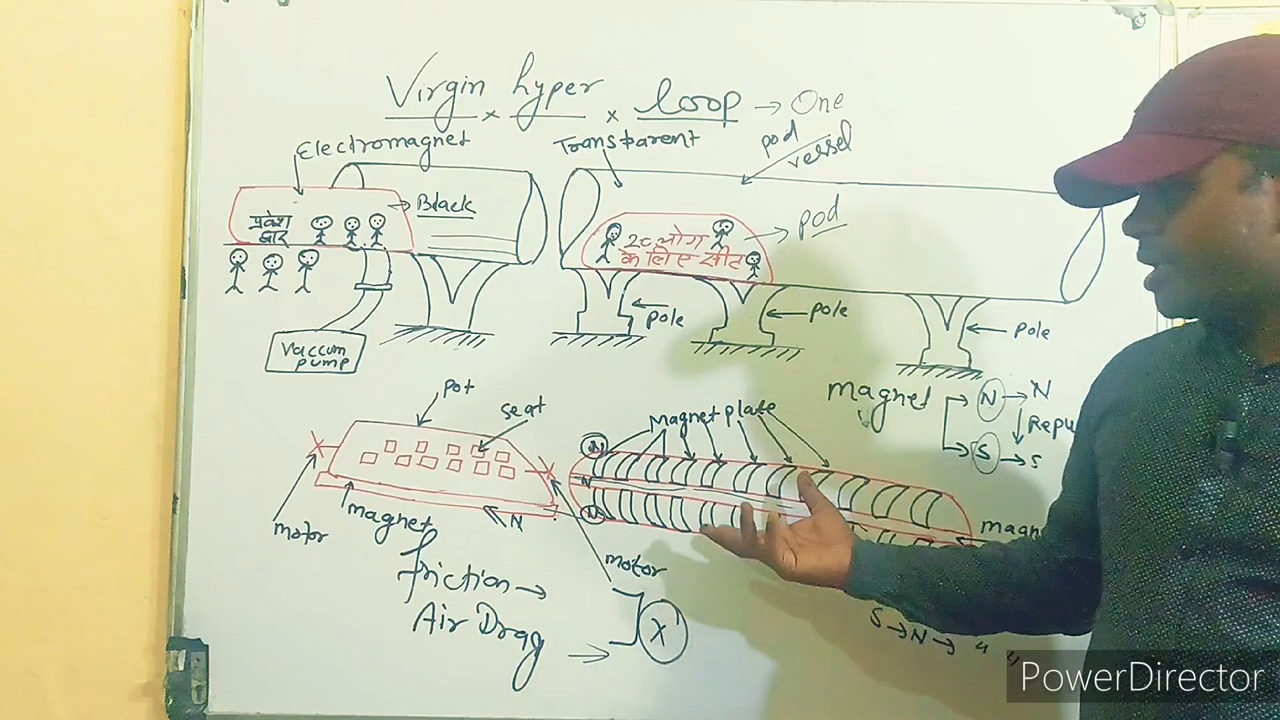 Virgin hyper loop → One
Electromagnet
Transparent
pod
vessel
Black
प्रवेश
द्वार
20 लोग
के लिए सीट
pod
pole
pole
pole
Vaccum
pump
magnet
N → N
S → S
Pot
seat
Magnet plate
N
N
N
motor
magnet
N
motor
friction →
Air Drag →
X
S → N → " "
PowerDirector